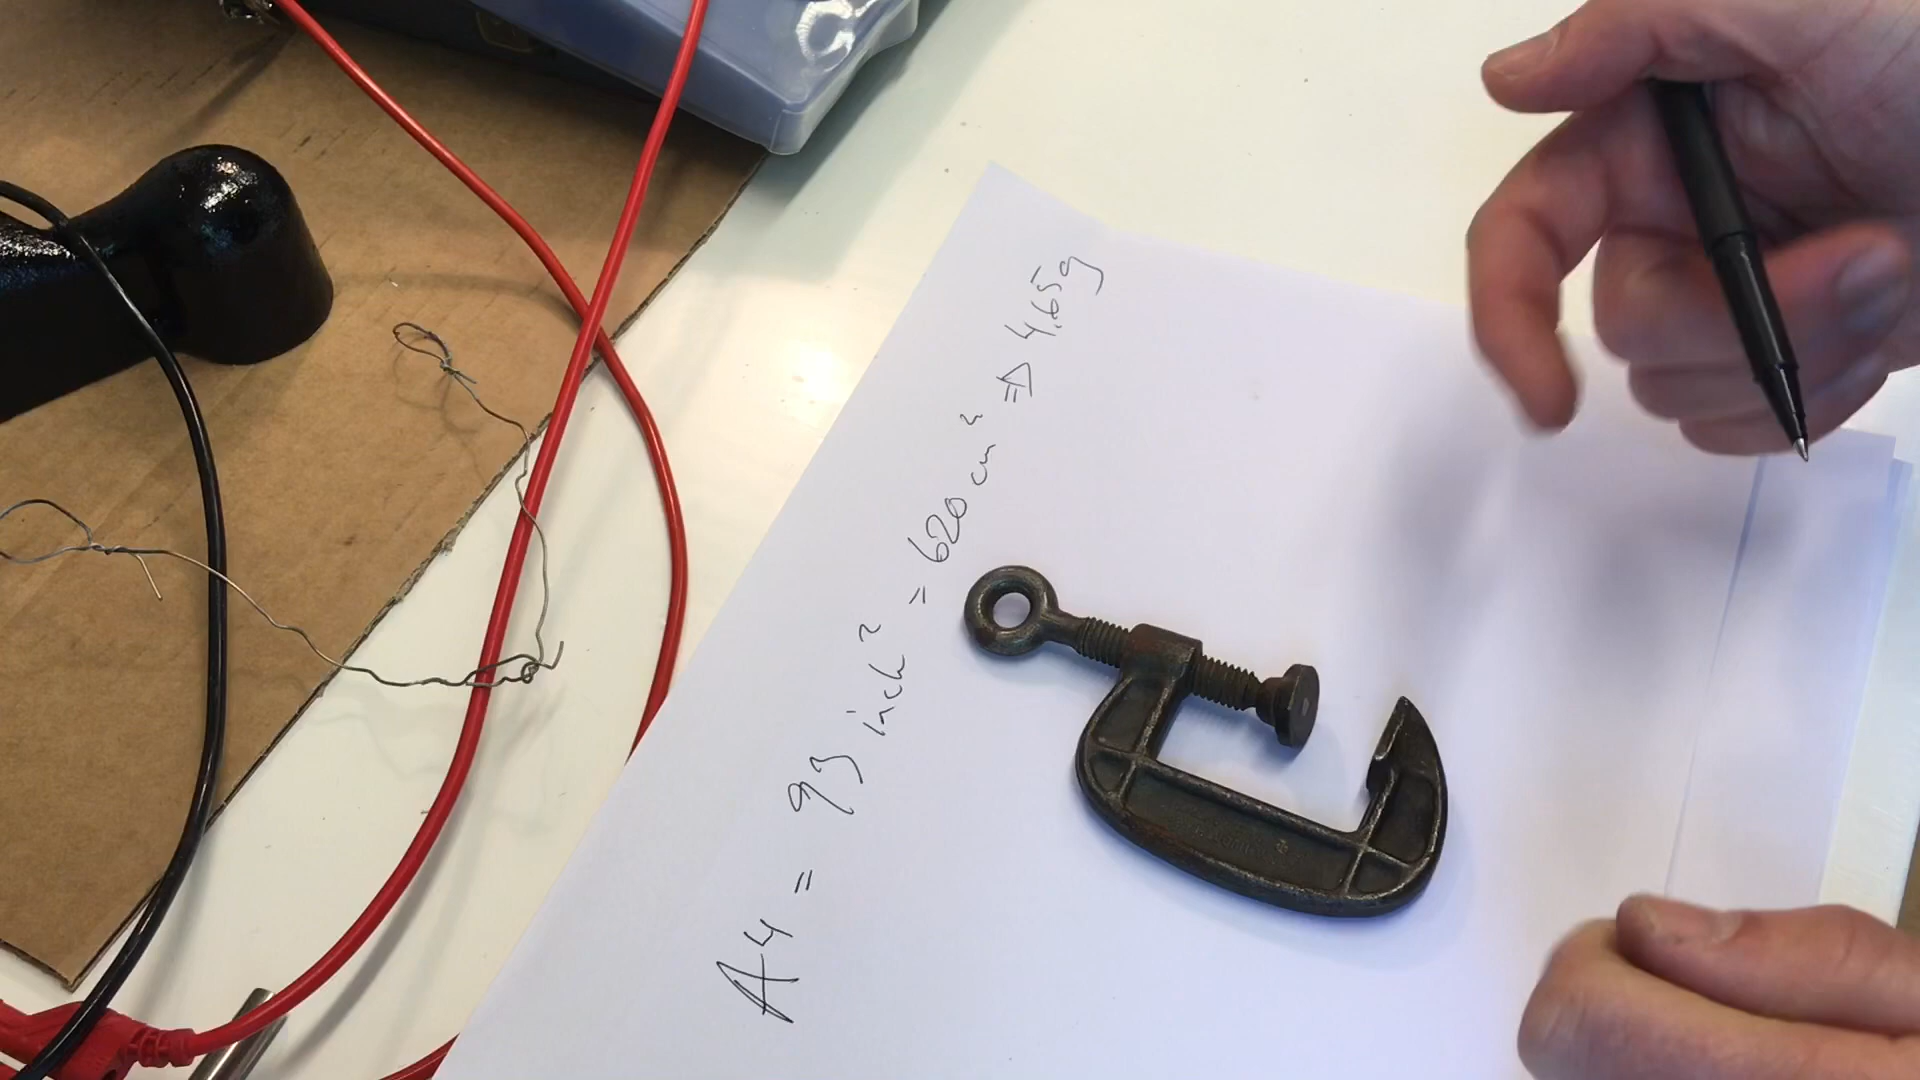 A4 = 93 inch² = 620 cm² ⇒ 4.65g